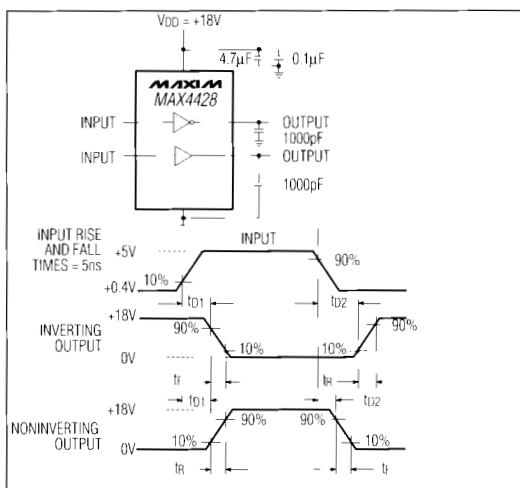 VDD = +18V
4.7µF
0.1µF
MAXIM
MAX4428
INPUT
OUTPUT
1000pF
INPUT
OUTPUT
1000pF
INPUT RISE
AND FALL
TIMES = 5ns
+5V
INPUT
90%
10%
+0.4V
tD1
tD2
+18V
INVERTING
OUTPUT
90%
90%
10%
10%
0V
tF
tD1
tR
tD2
+18V
NONINVERTING
OUTPUT
90%
90%
10%
10%
0V
tR
tf